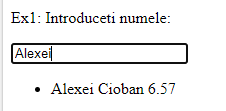 Ex1: Introduceti numele:
Alexei
• Alexei Cioban 6.57